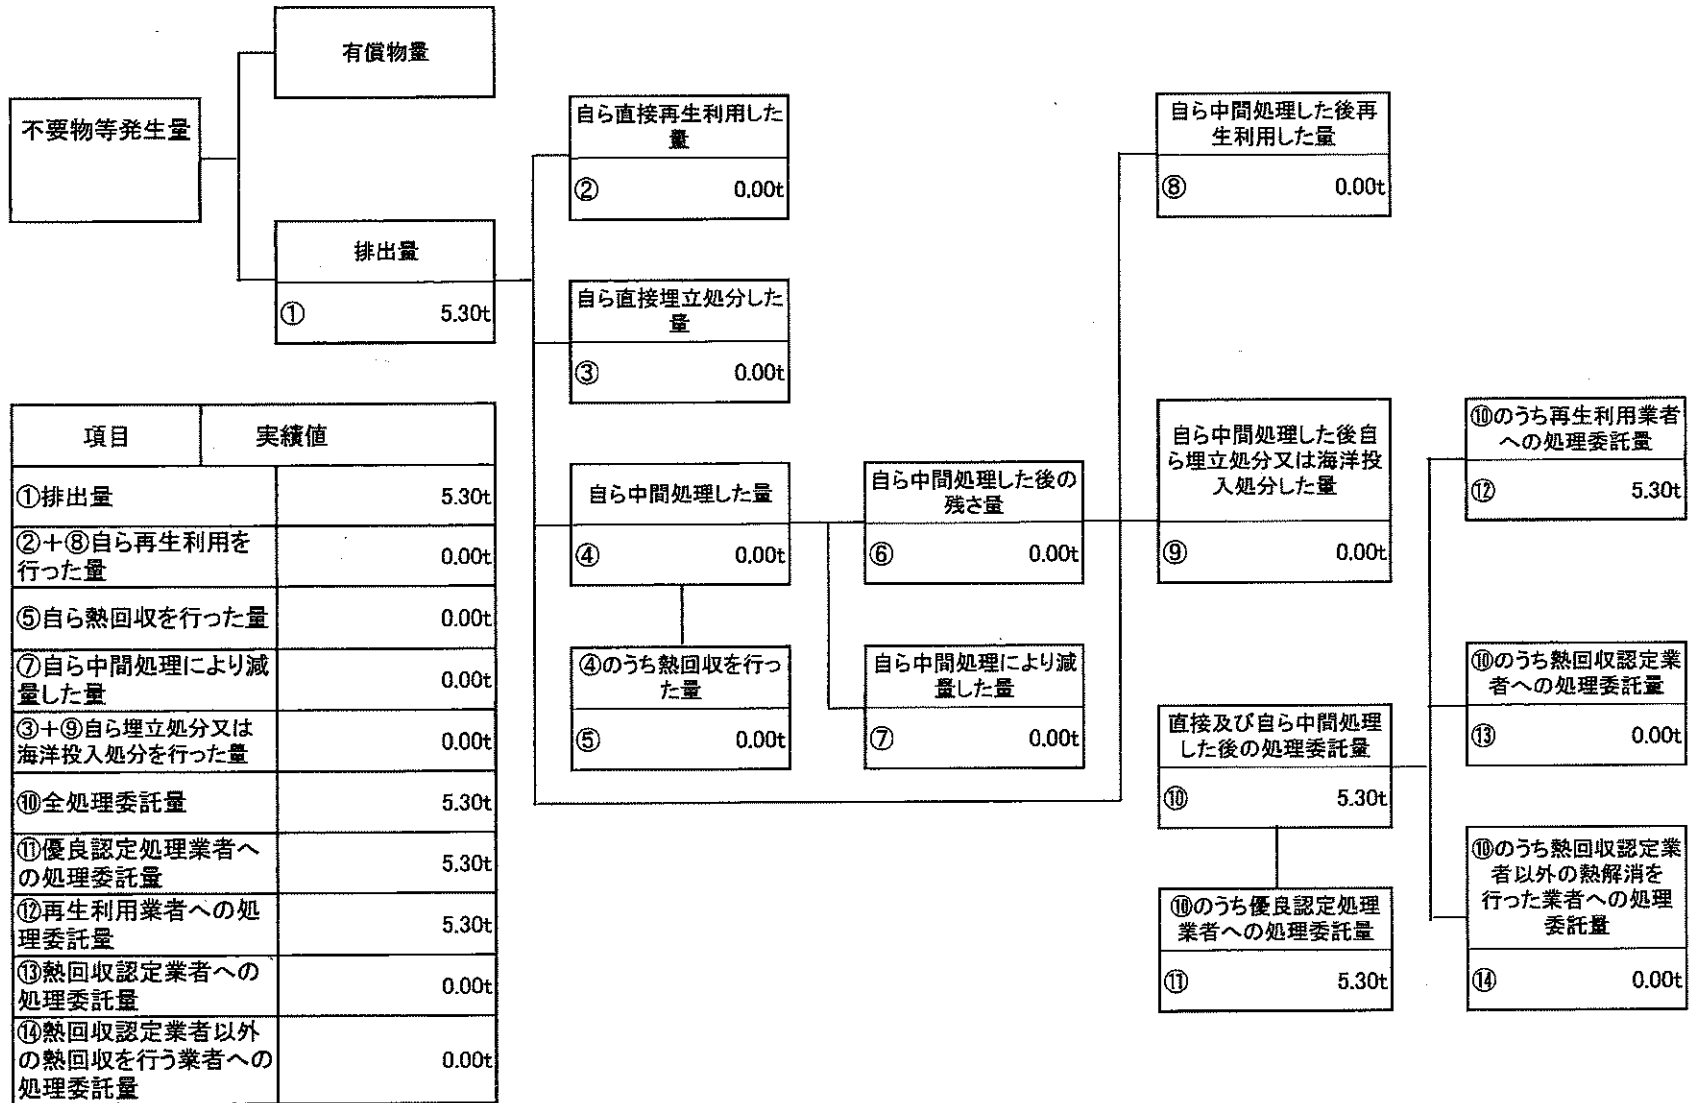 有償物量
不要物等発生量
排出量
① 5.30t
自ら直接再生利用した
量
② 0.00t
自ら直接埋立処分した
量
③ 0.00t
自ら中間処理した量
④ 0.00t
④のうち熱回収を行っ
た量
⑤ 0.00t
自ら中間処理した後の
残さ量
⑥ 0.00t
自ら中間処理により減
量した量
⑦ 0.00t
自ら中間処理した後再
生利用した量
⑧ 0.00t
自ら中間処理した後自
ら埋立処分又は海洋投
入処分した量
⑨ 0.00t
直接及び自ら中間処理
した後の処理委託量
⑩ 5.30t
⑩のうち優良認定処理
業者への処理委託量
⑪ 5.30t
⑩のうち再生利用業者
への処理委託量
⑫ 5.30t
⑩のうち熱回収認定業
者への処理委託量
⑬ 0.00t
⑩のうち熱回収認定業
者以外の熱解消を
行った業者への処理
委託量
⑭ 0.00t
項目 実績値
①排出量 5.30t
②+⑧自ら再生利用を
行った量 0.00t
⑤自ら熱回収を行った量 0.00t
⑦自ら中間処理により減
量した量 0.00t
③+⑨自ら埋立処分又は
海洋投入処分を行った量 0.00t
⑩全処理委託量 5.30t
⑪優良認定処理業者へ
の処理委託量 5.30t
⑫再生利用業者への処
理委託量 5.30t
⑬熱回収認定業者への
処理委託量 0.00t
⑭熱回収認定業者以外
の熱回収を行う業者への
処理委託量 0.00t